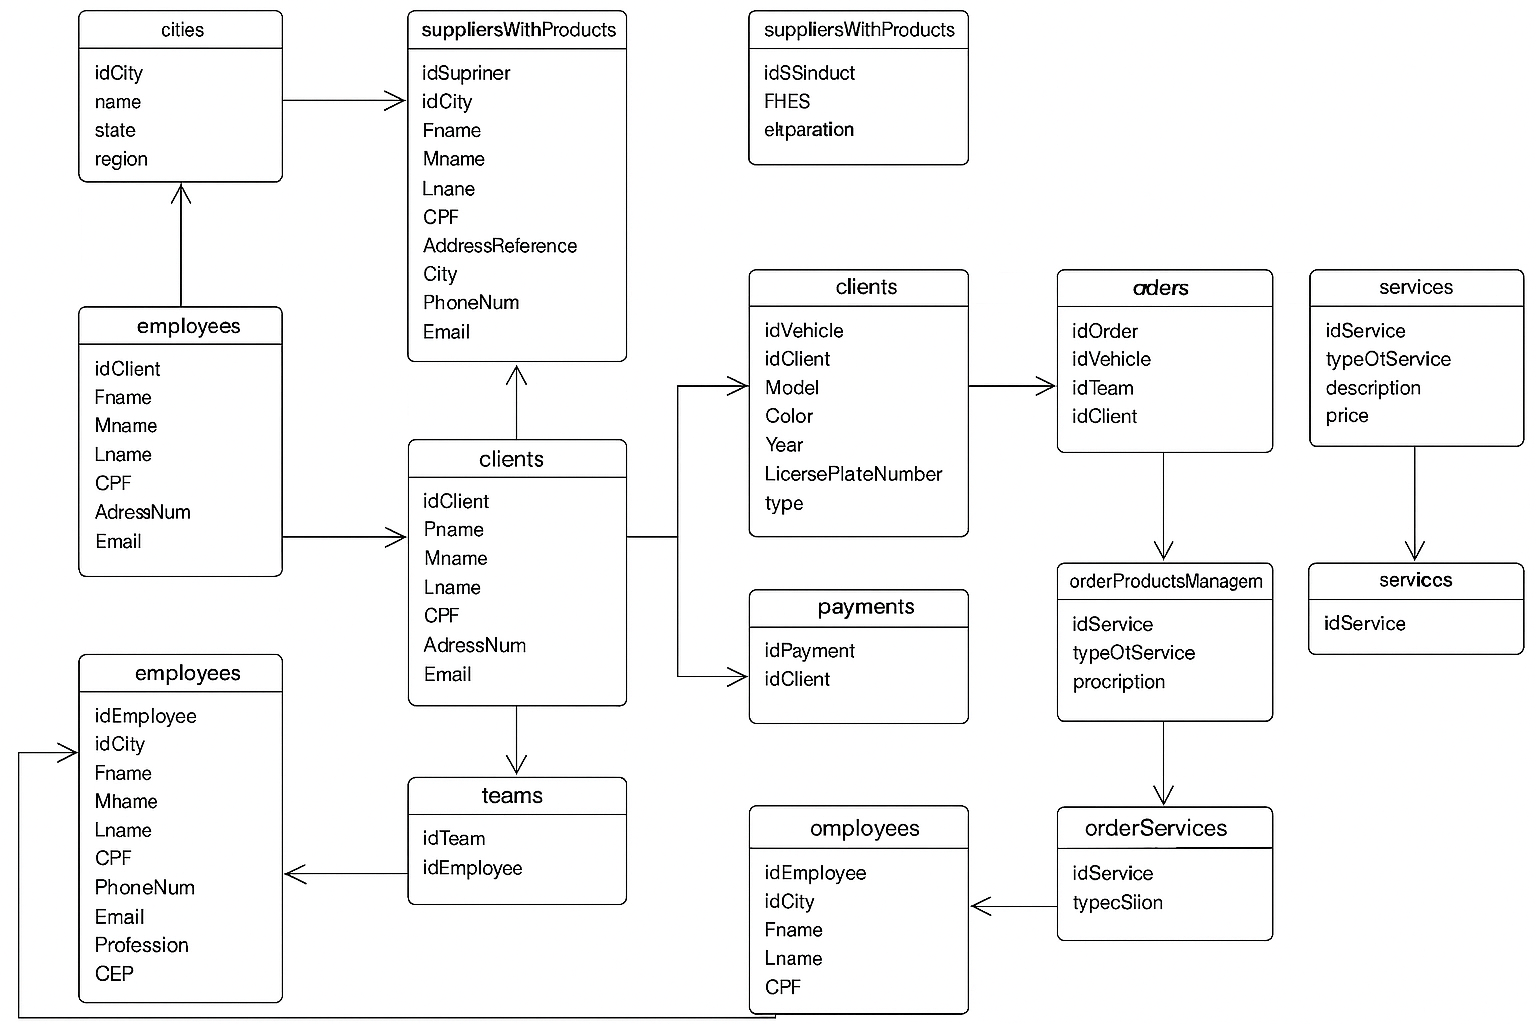 cities
idCity
name
state
region
suppliersWithProducts
idSupriner
idCity
Fname
Mname
Lnane
CPF
AddressReference
City
PhoneNum
Email
suppliersWithProducts
idSSinduct
FHES
ektparation
employees
idClient
Fname
Mname
Lname
CPF
AdressNum
Email
clients
idClient
Pname
Mname
Lname
CPF
AdressNum
Email
clients
idVehicle
idClient
Model
Color
Year
LicersePlateNumber
type
orders
idOrder
idVehicle
idTeam
idClient
services
idService
typeOtService
description
price
payments
idPayment
idClient
orderProductsManagem
idService
typeOtService
procription
services
idService
employees
idEmployee
idCity
Fname
Mhame
Lname
CPF
PhoneNum
Email
Profession
CEP
teams
idTeam
idEmployee
omployees
idEmployee
idCity
Fname
Lname
CPF
orderServices
idService
typecSiion